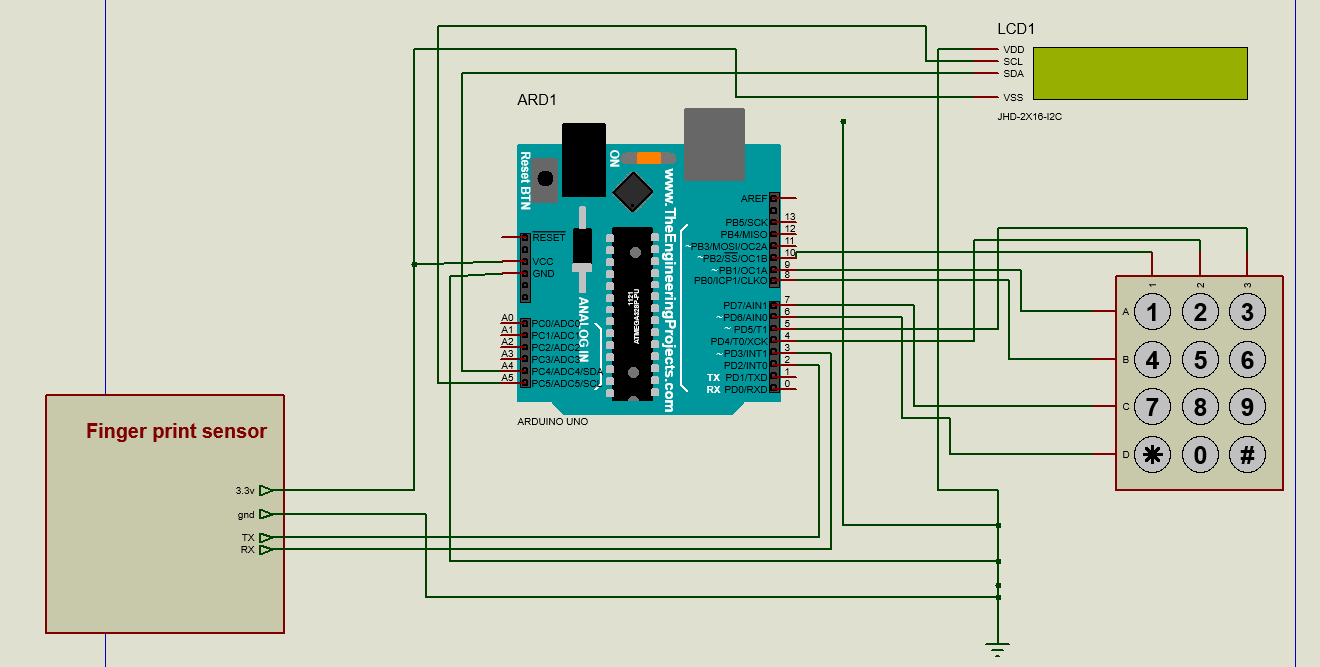 LCD1
VDD
SCL
SDA
VSS
JHD-2X16-I2C
ARD1
Reset BTN
ON
www.TheEngineeringProjects.com
ANALOG IN
1121
ATMEGA328P-PU
RESET
VCC
GND
A0 PC0/ADC0
A1 PC1/ADC1
A2 PC2/ADC2
A3 PC3/ADC3
A4 PC4/ADC4/SDA
A5 PC5/ADC5/SCL
AREF
PB5/SCK 13
PB4/MISO 12
~PB3/MOSI/OC2A 11
~PB2/SS/OC1B 10
~PB1/OC1A 9
PB0/ICP1/CLKO 8
PD7/AIN1 7
~PD6/AIN0 6
~PD5/T1 5
PD4/T0/XCK 4
~PD3/INT1 3
PD2/INT0 2
TX PD1/TXD 1
RX PD0/RXD 0
ARDUINO UNO
1 2 3
A 1 2 3
B 4 5 6
C 7 8 9
D * 0 #
Finger print sensor
3.3v
gnd
TX
RX